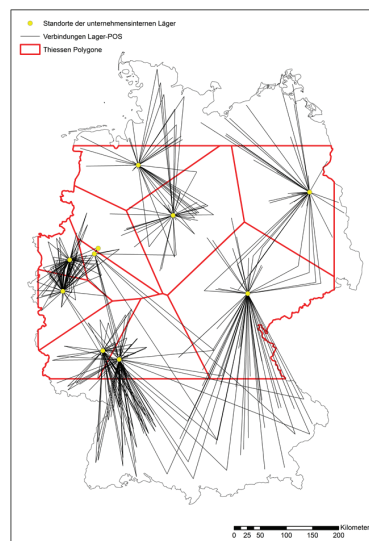 Standorte der unternehmensinternen Läger
Verbindungen Lager-POS
Thiessen Polygone
Kilometer
0 25 50 100 150 200